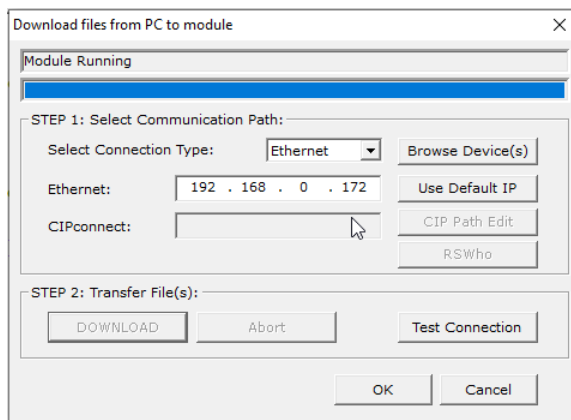 Download files from PC to module
Module Running
STEP 1: Select Communication Path:
Select Connection Type: Ethernet Browse Device(s)
Ethernet: 192 . 168 . 0 . 172 Use Default IP
CIPconnect: CIP Path Edit
RSWho
STEP 2: Transfer File(s):
DOWNLOAD Abort Test Connection
OK Cancel